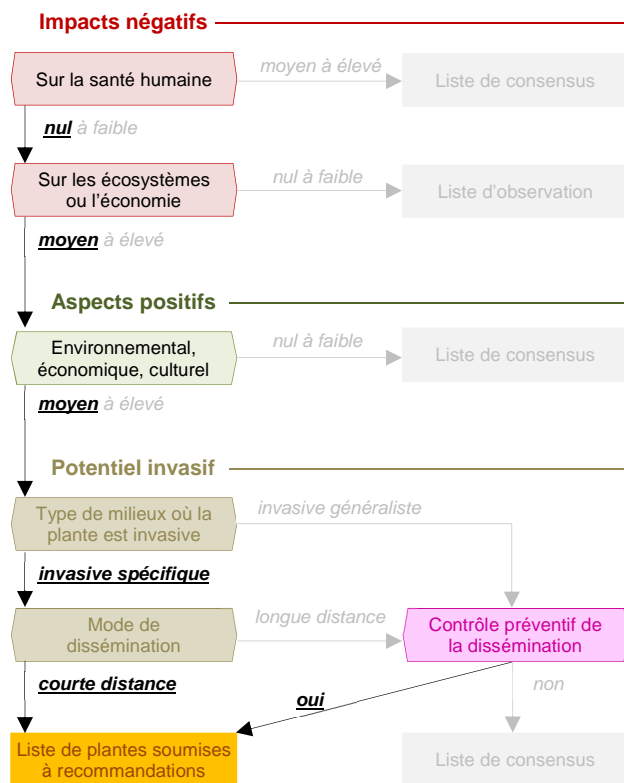 Impacts négatifs
Sur la santé humaine
moyen à élevé
Liste de consensus
nul à faible
Sur les écosystèmes
ou l'économie
nul à faible
Liste d'observation
moyen à élevé
Aspects positifs
Environnemental,
économique, culturel
nul à faible
Liste de consensus
moyen à élevé
Potentiel invasif
Type de milieux où la
plante est invasive
invasive généraliste
invasive spécifique
Mode de
dissémination
longue distance
Contrôle préventif de
la dissémination
courte distance
oui
non
Liste de plantes soumises
à recommandations
Liste de consensus